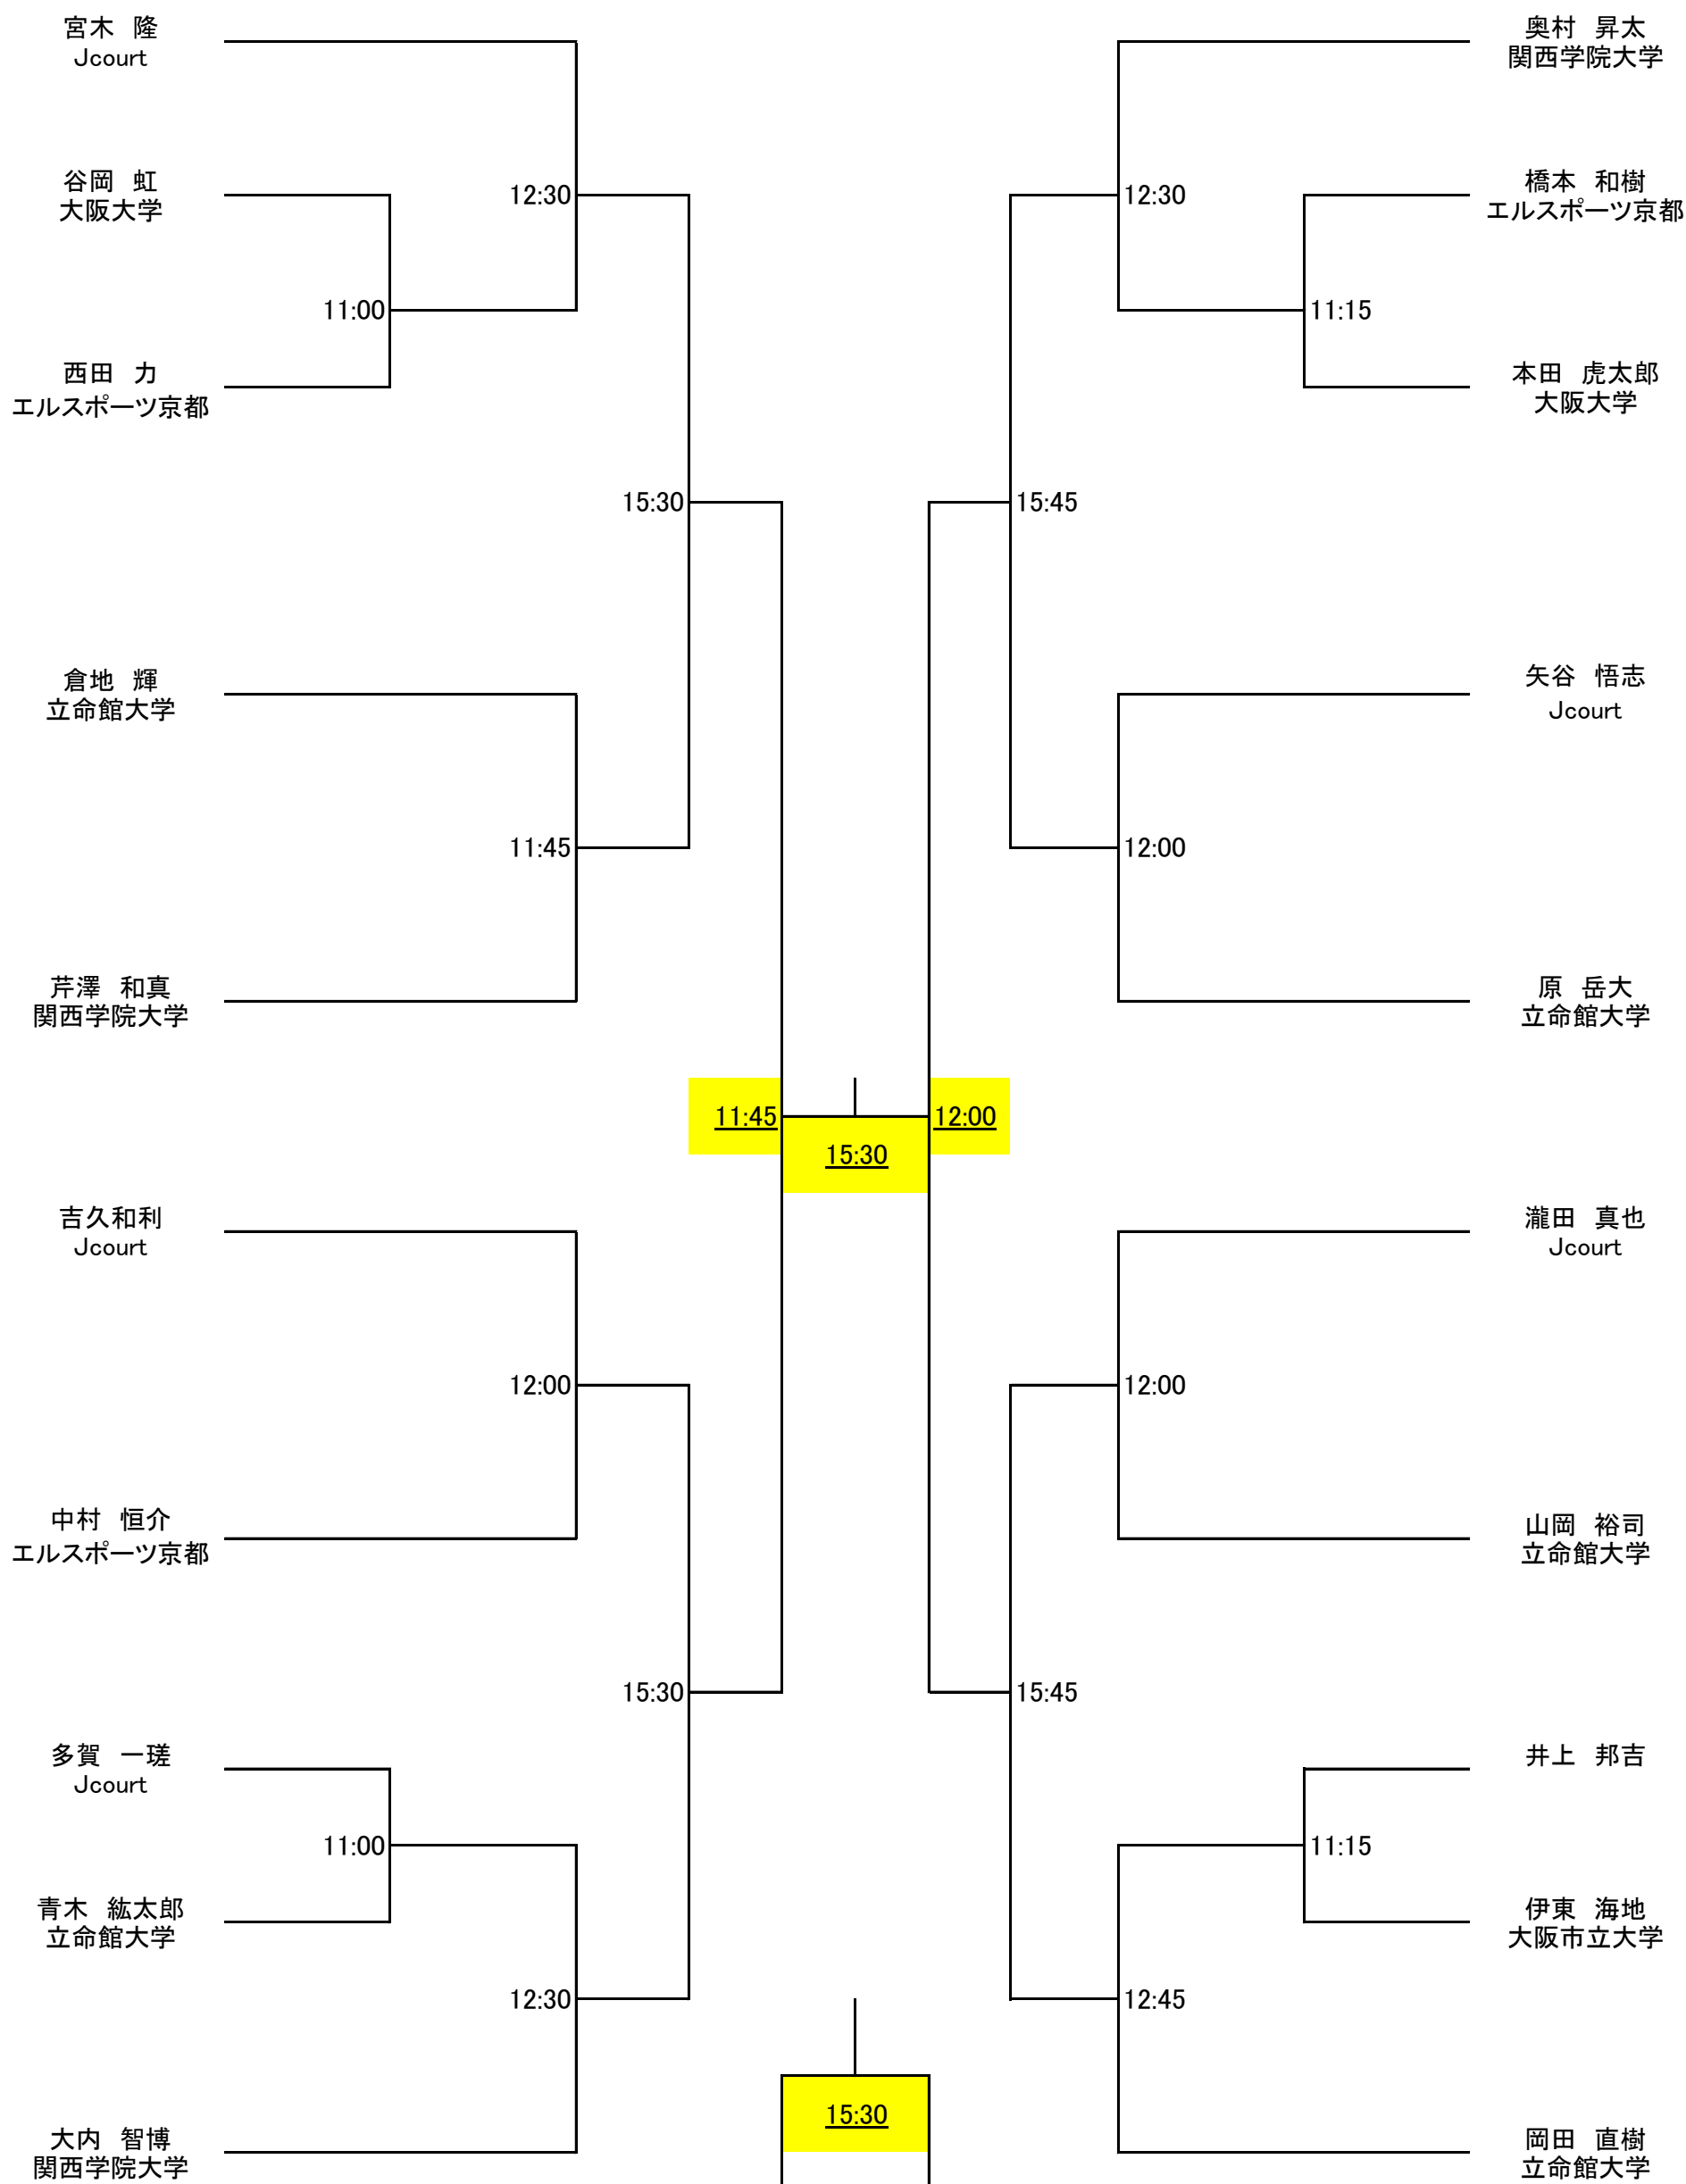 宮木　隆
Jcourt
奥村　昇太
関西学院大学
谷岡　虹
大阪大学
12:30
12:30
橋本　和樹
エルスポーツ京都
11:00
11:15
西田　力
エルスポーツ京都
本田　虎太郎
大阪大学
15:30
15:45
倉地　輝
立命館大学
矢谷　悟志
Jcourt
11:45
12:00
芹澤　和真
関西学院大学
原　岳大
立命館大学
11:45
12:00
15:30
吉久和利
Jcourt
瀧田　真也
Jcourt
12:00
12:00
中村　恒介
エルスポーツ京都
山岡　裕司
立命館大学
15:30
15:45
多賀　一瑳
Jcourt
井上　邦吉
11:00
11:15
青木　紘太郎
立命館大学
伊東　海地
大阪市立大学
12:30
12:45
15:30
大内　智博
関西学院大学
岡田　直樹
立命館大学